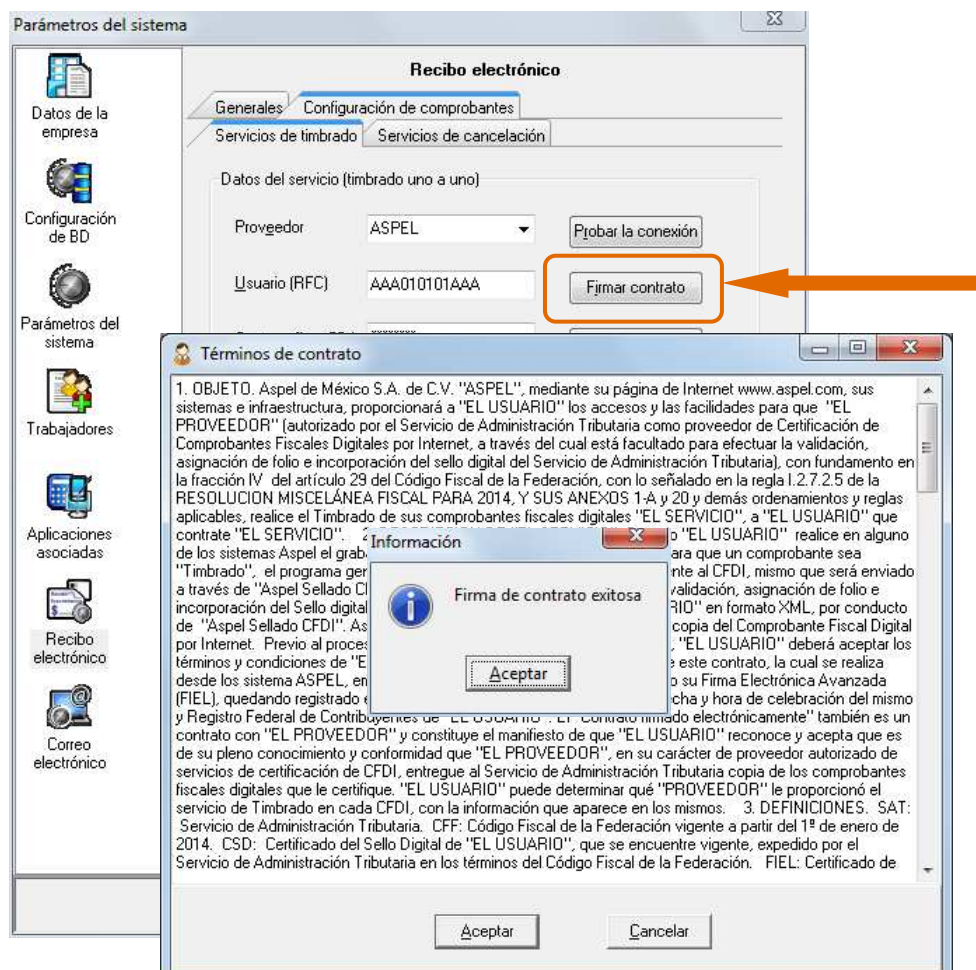 Parámetros del sistema
Datos de la
empresa
Configuración
de BD
Parámetros del
sistema
Trabajadores
Aplicaciones
asociadas
Recibo
electrónico
Correo
electrónico
Recibo electrónico
Generales Configuración de comprobantes
Servicios de timbrado Servicios de cancelación
Datos del servicio (timbrado uno a uno)
Proveedor ASPEL Probar la conexión
Usuario (RFC) AAA010101AAA Firmar contrato
Términos de contrato
1. OBJETO. Aspel de México S.A. de C.V. "ASPEL", mediante su página de Internet www.aspel.com, sus
sistemas e infraestructura, proporcionará a "EL USUARIO" los accesos y las facilidades para que "EL
PROVEEDOR" (autorizado por el Servicio de Administración Tributaria como proveedor de Certificación de
Comprobantes Fiscales Digitales por Internet, a través del cual está facultado para efectuar la validación,
asignación de folio e incorporación del sello digital del Servicio de Administración Tributaria), con fundamento en
la fracción IV del artículo 29 del Código Fiscal de la Federación, con lo señalado en la regla I.2.7.2.5 de la
RESOLUCION MISCELÁNEA FISCAL PARA 2014, Y SUS ANEXOS 1-A y 20 y demás ordenamientos y reglas
aplicables, realice el Timbrado de sus comprobantes fiscales digitales "EL SERVICIO", a "EL USUARIO" que
contrate "EL SERVICIO". "EL USUARIO" realice en alguno
de los sistemas Aspel el para que un comprobante sea
"Timbrado", el programa al CFDI, mismo que será enviado
a través de "Aspel Sellado validación, asignación de folio e
incorporación del Sello digital en formato XML, por conducto
de "Aspel Sellado CFDI". copia del Comprobante Fiscal Digital
por Internet. Previo al "EL USUARIO" deberá aceptar los
términos y condiciones de este contrato, la cual se realiza
desde los sistema ASPEL, su Firma Electrónica Avanzada
(FIEL), quedando registrado y hora de celebración del mismo
y Registro Federal de Contribuyentes de "EL USUARIO". El "Contrato firmado electrónicamente" también es un
contrato con "EL PROVEEDOR" y constituye el manifiesto de que "EL USUARIO" reconoce y acepta que es
de su pleno conocimiento y conformidad que "EL PROVEEDOR", en su carácter de proveedor autorizado de
servicios de certificación de CFDI, entregue al Servicio de Administración Tributaria copia de los comprobantes
fiscales digitales que le certifique. "EL USUARIO" puede determinar qué "PROVEEDOR" le proporcionó el
servicio de Timbrado en cada CFDI, con la información que aparece en los mismos. 3. DEFINICIONES. SAT:
Servicio de Administración Tributaria. CFF: Código Fiscal de la Federación vigente a partir del 1º de enero de
2014. CSD: Certificado del Sello Digital de "EL USUARIO", que se encuentre vigente, expedido por el
Servicio de Administración Tributaria en los términos del Código Fiscal de la Federación. FIEL: Certificado de
Información
Firma de contrato exitosa
Aceptar
Aceptar Cancelar